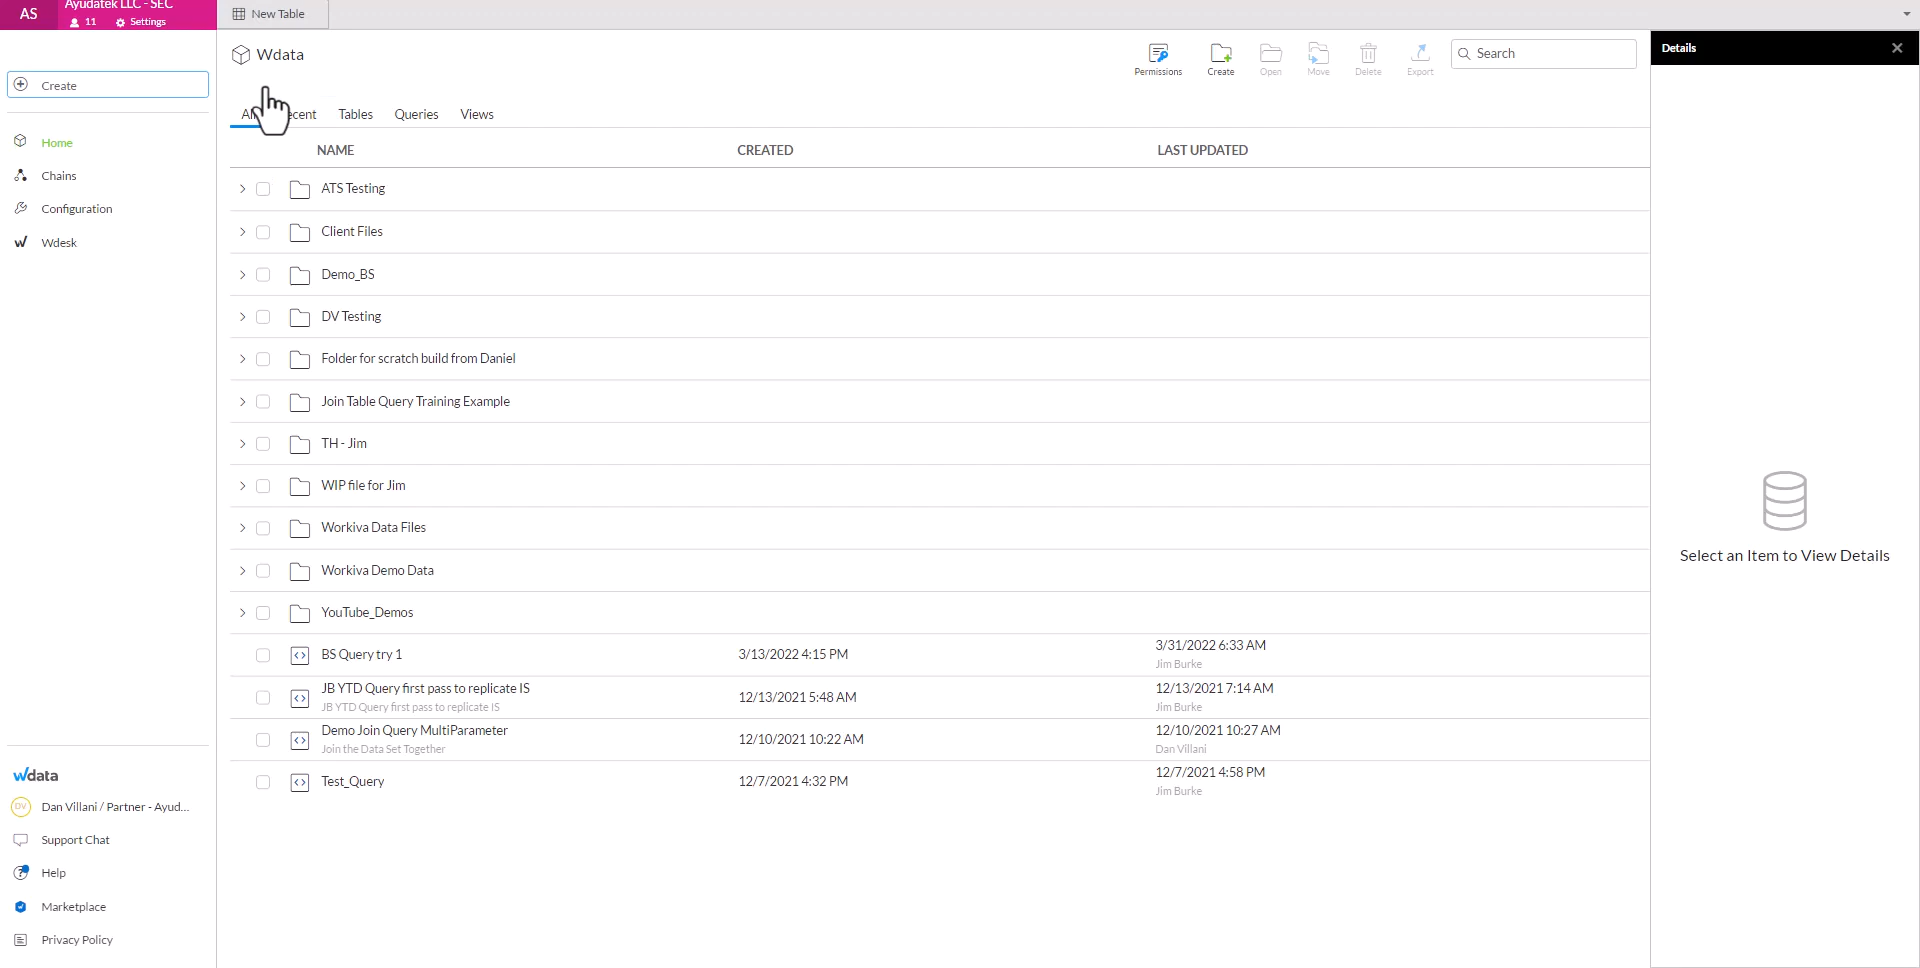 AS
Ayudatek LLC - SEC
11 Settings
New Table
Create
Home
Chains
Configuration
Wdesk
wdata
DV
Dan Villani / Partner - Ayud...
Support Chat
Help
Marketplace
Privacy Policy
Wdata
Permissions
Create
Open
Move
Delete
Export
Search
Tables Queries Views
NAME CREATED LAST UPDATED
ATS Testing
Client Files
Demo_BS
DV Testing
Folder for scratch build from Daniel
Join Table Query Training Example
TH - Jim
WIP file for Jim
Workiva Data Files
Workiva Demo Data
YouTube_Demos
BS Query try 1 3/13/2022 4:15 PM 3/31/2022 6:33 AM
Jim Burke
JB YTD Query first pass to replicate IS 12/13/2021 5:48 AM 12/13/2021 7:14 AM
JB YTD Query first pass to replicate IS Jim Burke
Demo Join Query MultiParameter 12/10/2021 10:22 AM 12/10/2021 10:27 AM
Join the Data Set Together Dan Villani
Test_Query 12/7/2021 4:32 PM 12/7/2021 4:58 PM
Jim Burke
Details
Select an Item to View Details